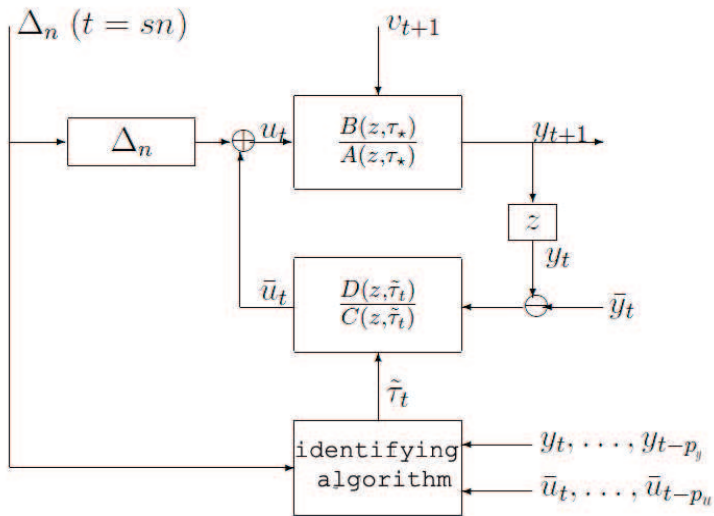 Δₙ (t = sn)
v_{t+1}
Δₙ
⊕
u_t
B(z,τ⋆)
A(z,τ⋆)
y_{t+1}
z
y_t
ū_t
D(z,τ̃_t)
C(z,τ̃_t)
⊖
ȳ_t
τ̃_t
identifying
algorithm
y_t, . . . , y_{t−p_y}
ū_t, . . . , ū_{t−p_u}